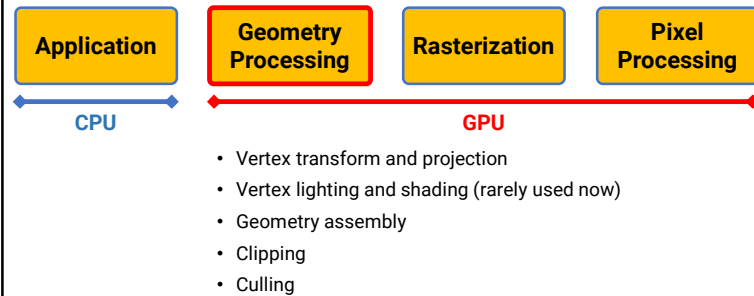 Application
Geometry
Processing
Rasterization
Pixel
Processing
CPU
GPU
• Vertex transform and projection
• Vertex lighting and shading (rarely used now)
• Geometry assembly
• Clipping
• Culling